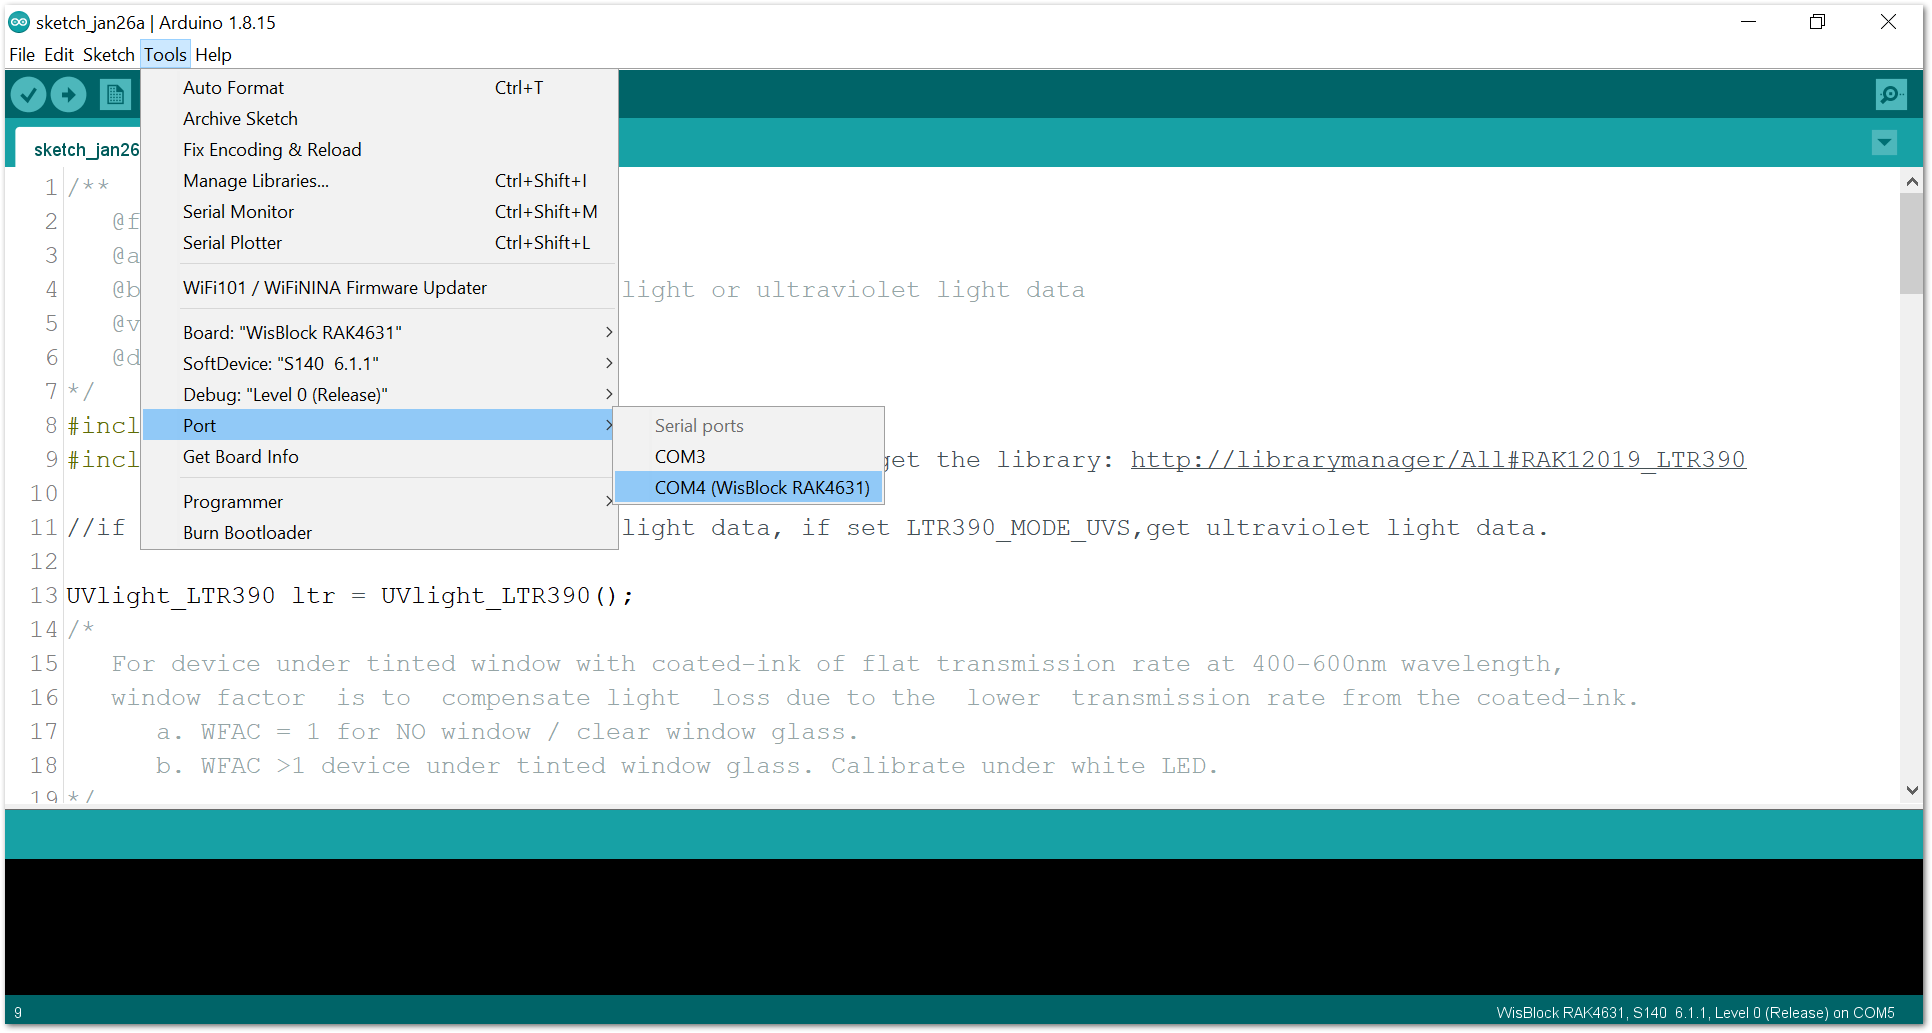 sketch_jan26a | Arduino 1.8.15
File Edit Sketch Tools Help
sketch_jan26
Auto Format Ctrl+T
Archive Sketch
Fix Encoding & Reload
Manage Libraries... Ctrl+Shift+I
Serial Monitor Ctrl+Shift+M
Serial Plotter Ctrl+Shift+L
WiFi101 / WiFiNINA Firmware Updater
Board: "WisBlock RAK4631"
SoftDevice: "S140 6.1.1"
Debug: "Level 0 (Release)"
Port
Get Board Info
Programmer
Burn Bootloader
Serial ports
COM3
COM4 (WisBlock RAK4631)
1 /**
2 @f
3 @a
4 @b light or ultraviolet light data
5 @v
6 @d
7 */
8 #incl
9 #incl get the library: http://librarymanager/All#RAK12019_LTR390
10
11 //if light data, if set LTR390_MODE_UVS,get ultraviolet light data.
12
13 UVlight_LTR390 ltr = UVlight_LTR390();
14 /*
15 For device under tinted window with coated-ink of flat transmission rate at 400-600nm wavelength,
16 window factor is to compensate light loss due to the lower transmission rate from the coated-ink.
17 a. WFAC = 1 for NO window / clear window glass.
18 b. WFAC >1 device under tinted window glass. Calibrate under white LED.
19 */
9
WisBlock RAK4631, S140 6.1.1, Level 0 (Release) on COM5